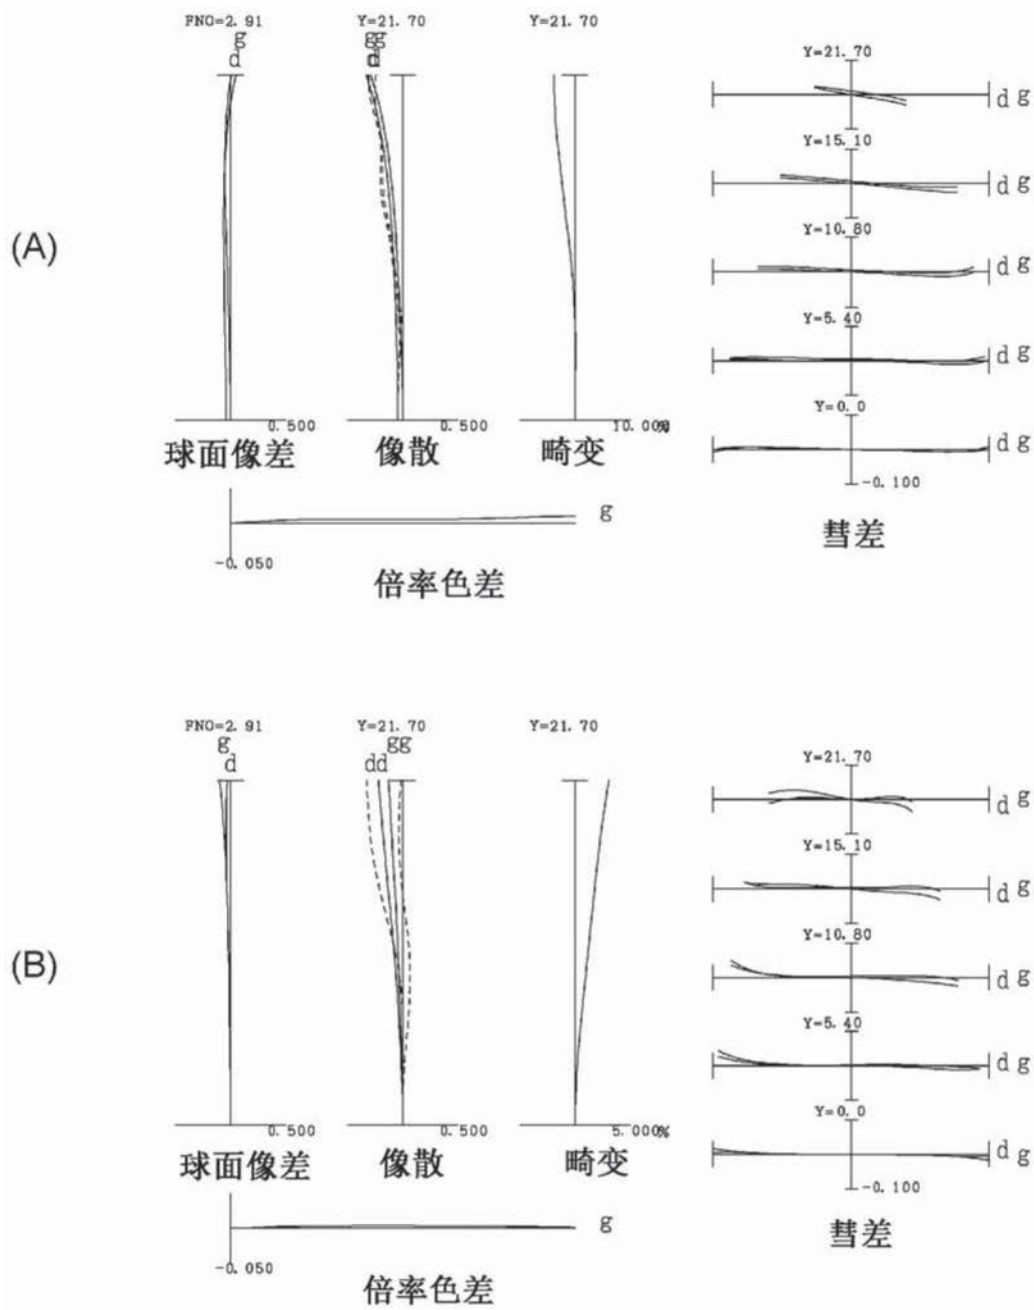 (A)
FNO=2.91
g
d
0.500
球面像差
Y=21.70
gg
d
0.500
像散
Y=21.70
10.000%
畸变
g
-0.050
倍率色差
Y=21.70
d g
Y=15.10
d g
Y=10.80
d g
Y=5.40
d g
Y=0.0
d g
-0.100
彗差
(B)
FNO=2.91
g
d
0.500
球面像差
Y=21.70
gg
dd
0.500
像散
Y=21.70
5.000%
畸变
g
-0.050
倍率色差
Y=21.70
d g
Y=15.10
d g
Y=10.80
d g
Y=5.40
d g
Y=0.0
d g
-0.100
彗差